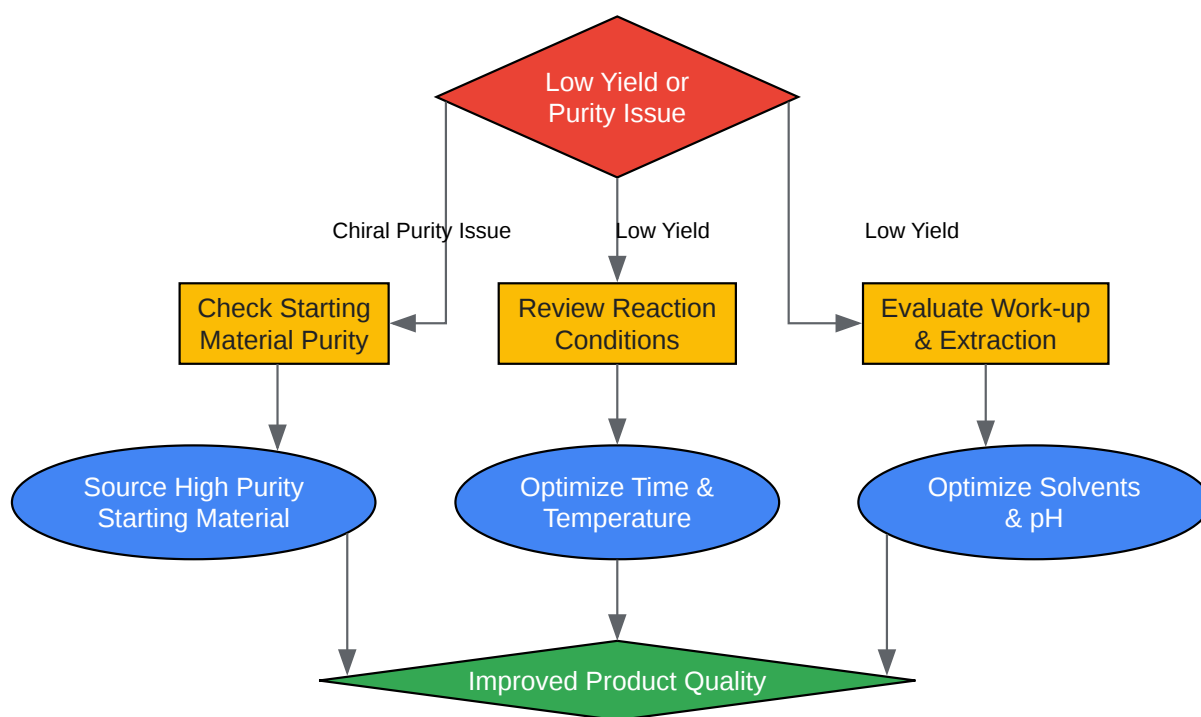 Low Yield or
Purity Issue
Chiral Purity Issue
Low Yield
Low Yield
Check Starting
Material Purity
Review Reaction
Conditions
Evaluate Work-up
& Extraction
Source High Purity
Starting Material
Optimize Time &
Temperature
Optimize Solvents
& pH
Improved Product Quality